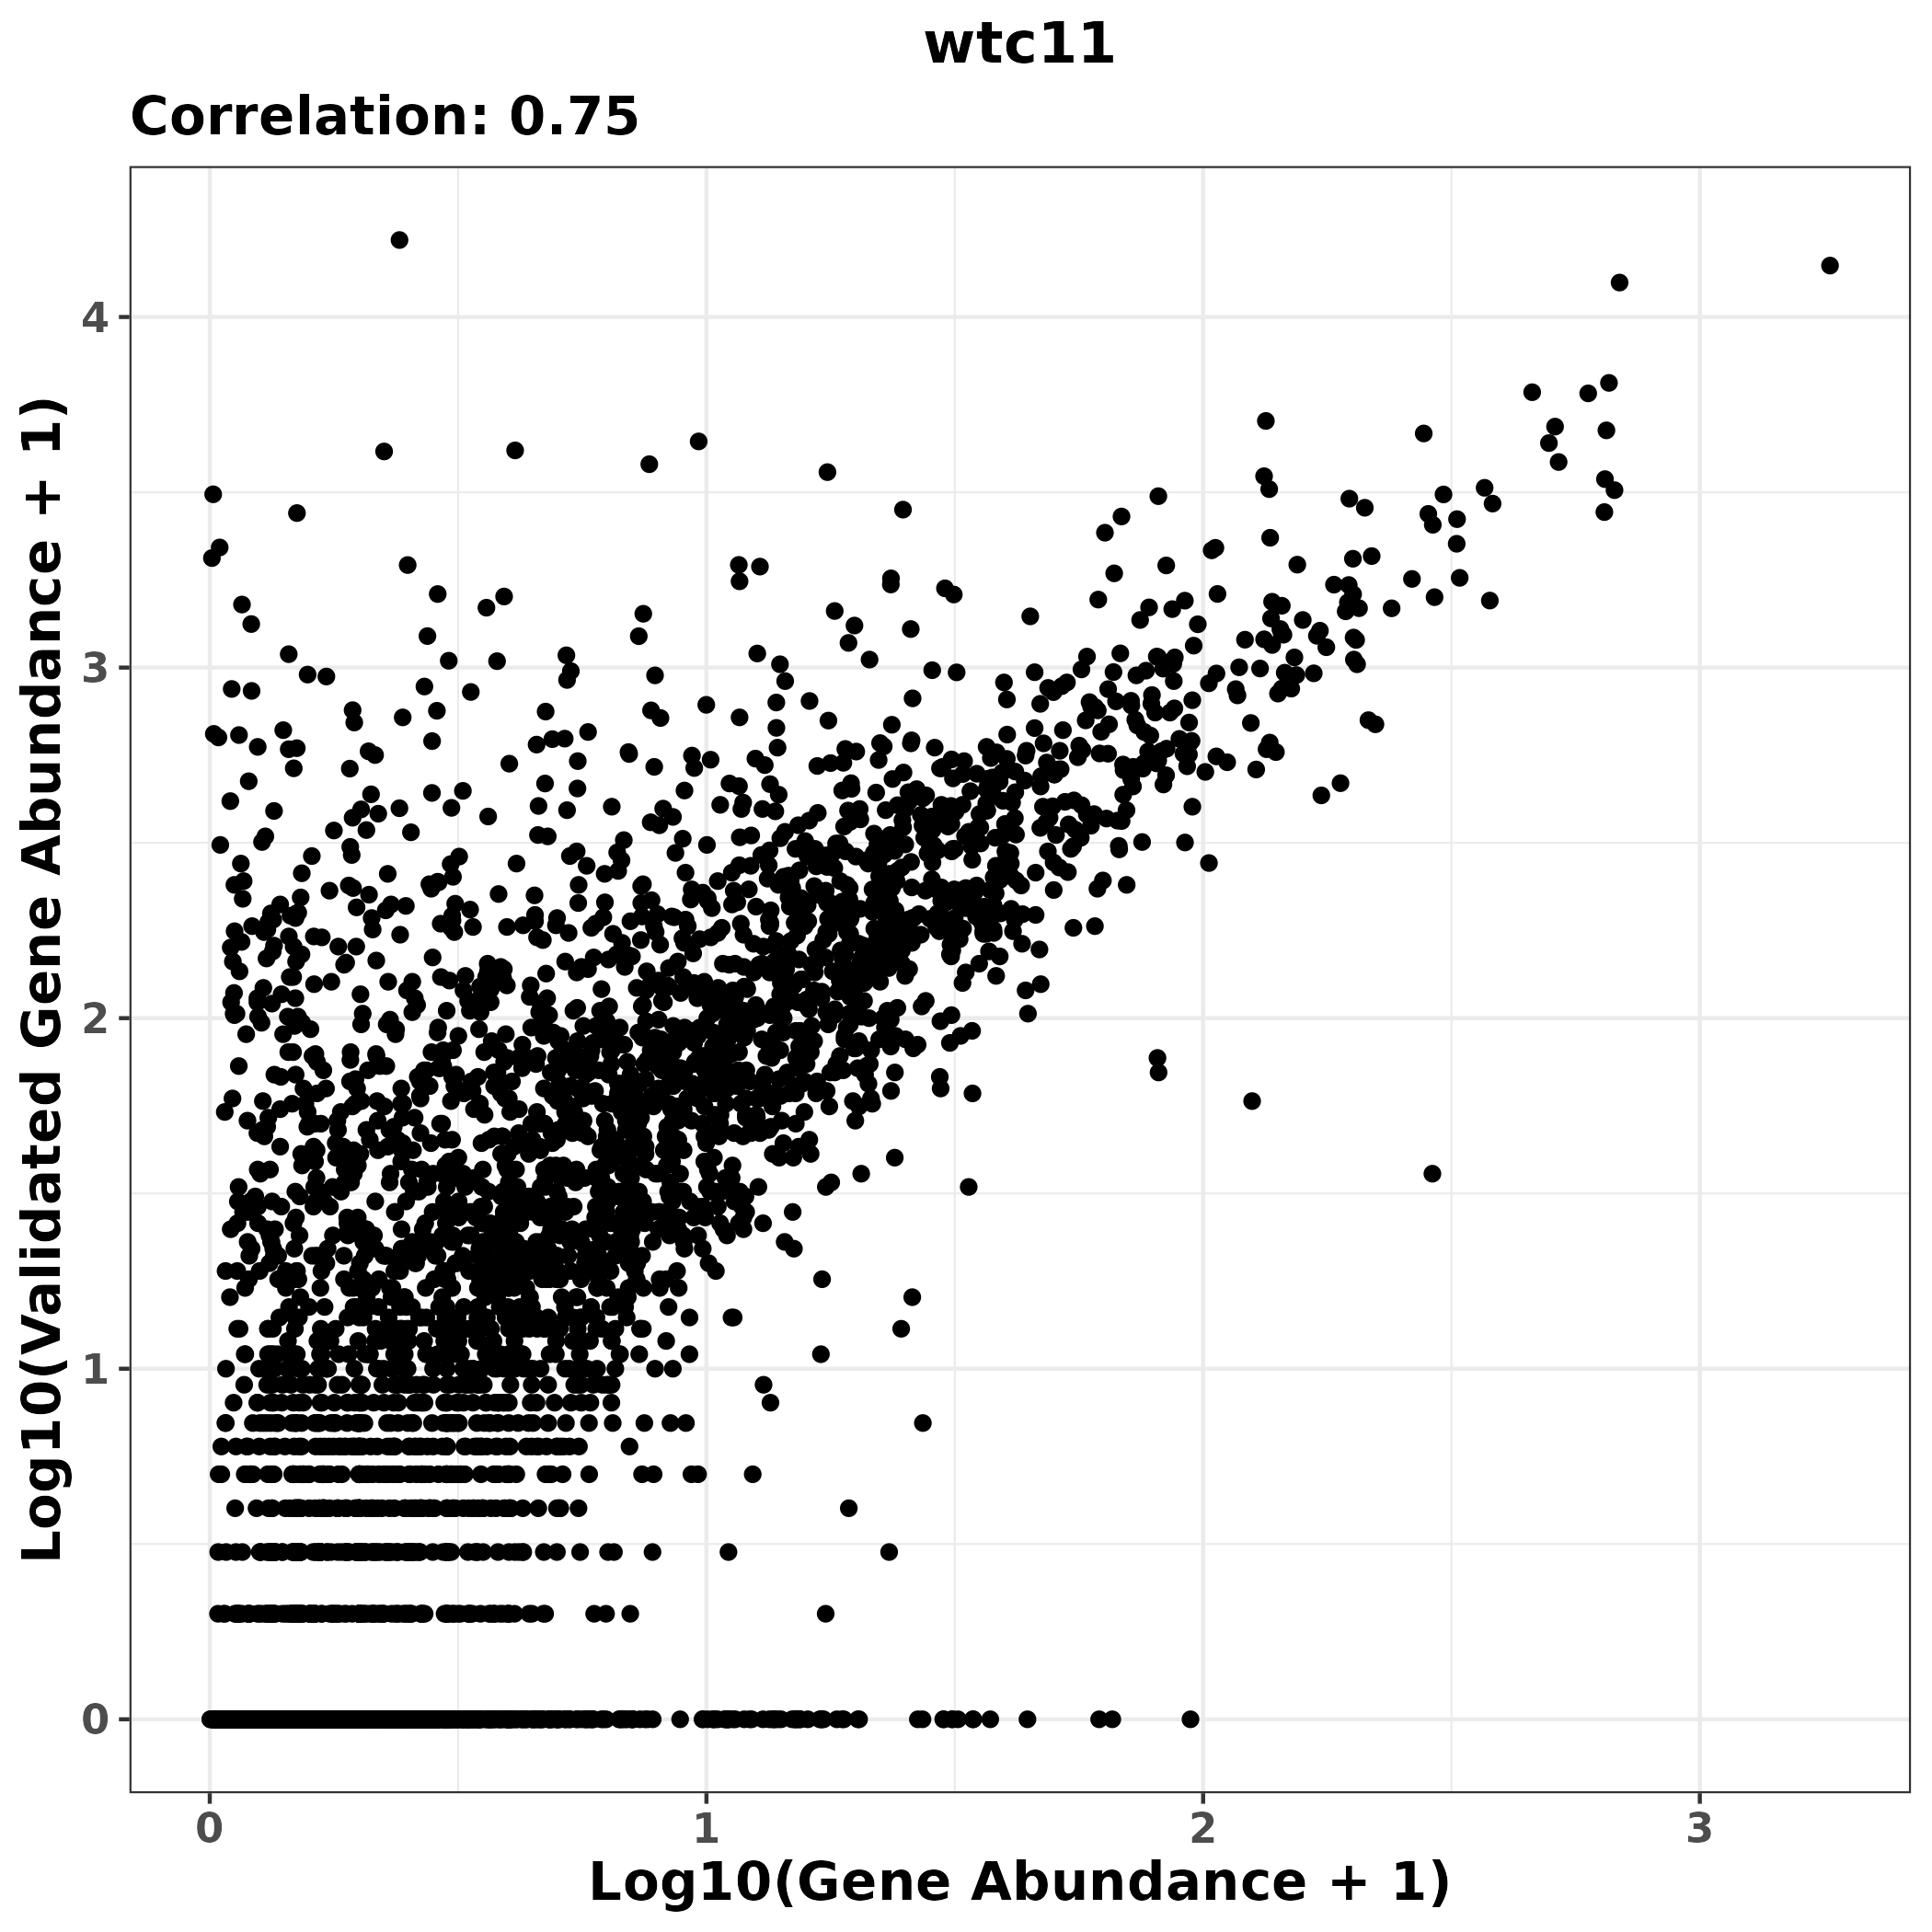 wtc11
Correlation: 0.75
Log10(Validated Gene Abundance + 1)
4
3
2
1
0
0 1 2 3
Log10(Gene Abundance + 1)